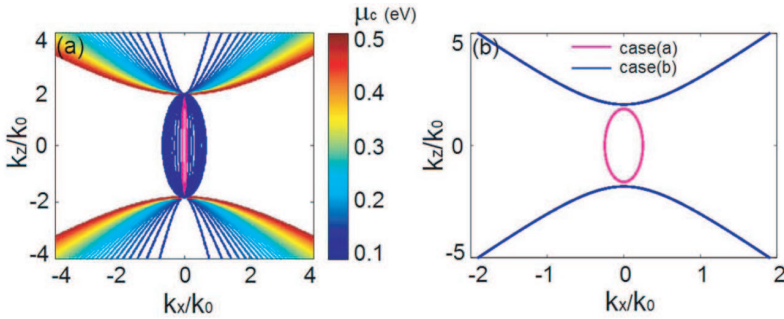 μc (eV)
(a)
4
2
0
-2
-4
kz/k0
-4 -2 0 2 4
kx/k0
0.5
0.4
0.3
0.2
0.1
(b)
case(a)
case(b)
5
0
-5
kz/k0
-2 -1 0 1 2
kx/k0